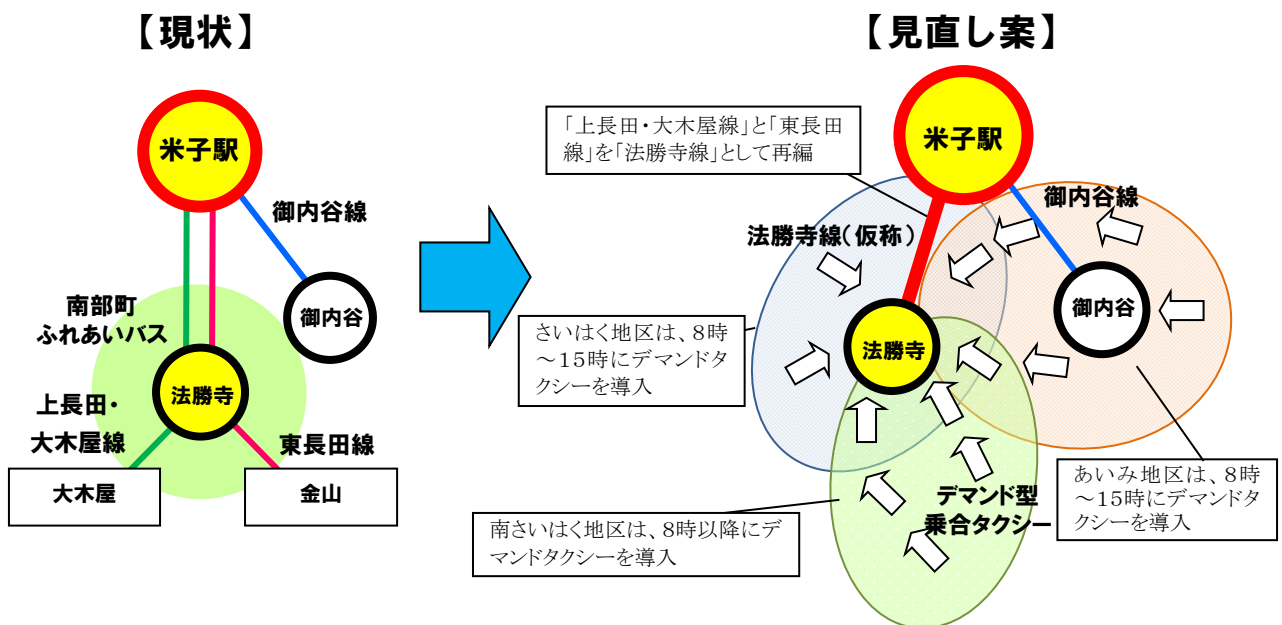 【現状】
米子駅
御内谷線
御内谷
南部町
ふれあいバス
法勝寺
上長田・
大木屋線
東長田線
大木屋
金山
【見直し案】
「上長田・大木屋線」と「東長田
線」を「法勝寺線」として再編
米子駅
御内谷線
法勝寺線(仮称)
御内谷
法勝寺
さいはく地区は、8時
~15時にデマンドタ
クシーを導入
あいみ地区は、8時
~15時にデマンドタ
クシーを導入
デマンド型
乗合タクシー
南さいはく地区は、8時以降にデ
マンドタクシーを導入